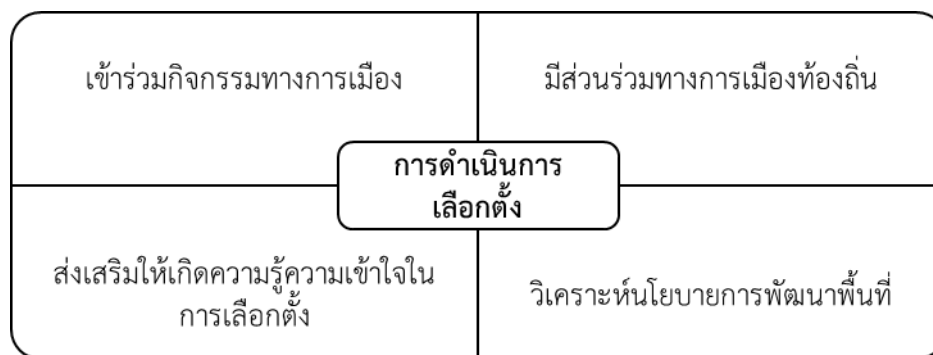 เข้าร่วมกิจกรรมทางการเมือง
มีส่วนร่วมทางการเมืองท้องถิ่น
การดำเนินการ
เลือกตั้ง
ส่งเสริมให้เกิดความรู้ความเข้าใจใน
การเลือกตั้ง
วิเคราะห์นโยบายการพัฒนาพื้นที่